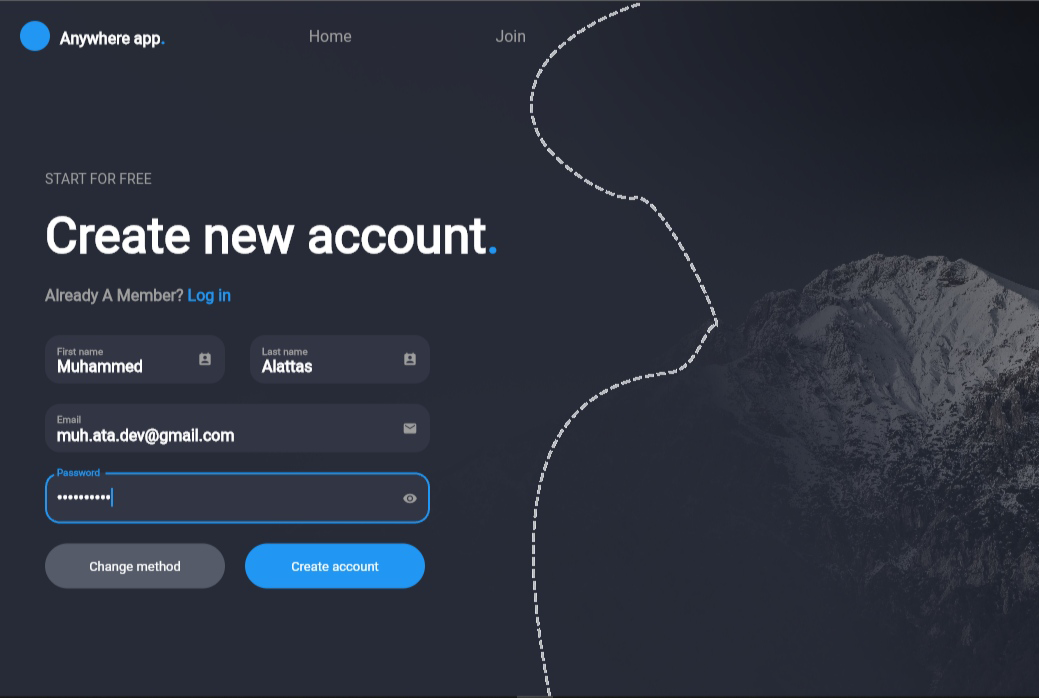 Anywhere app.
Home
Join
START FOR FREE
Create new account.
Already A Member? Log in
First name
Muhammed
Last name
Alattas
Email
muh.ata.dev@gmail.com
Password
••••••••••
Change method
Create account